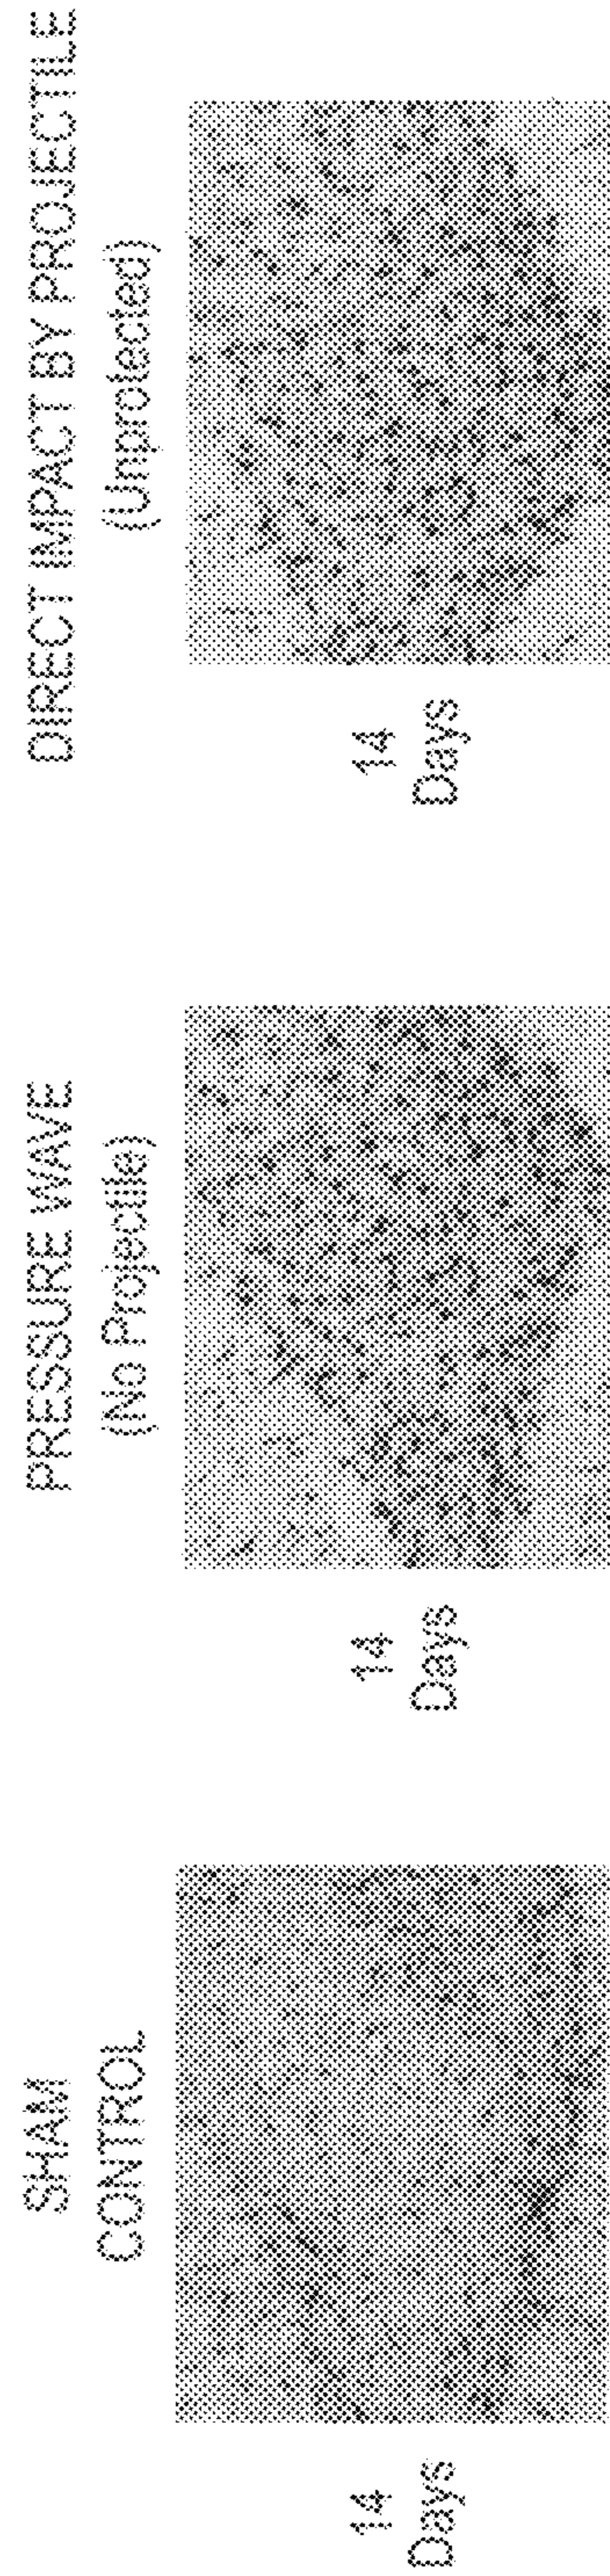 SHAM
CONTROL
14
Days
PRESSURE WAVE
(No Projectile)
14
Days
DIRECT IMPACT BY PROJECTILE
(Unprotected)
14
Days